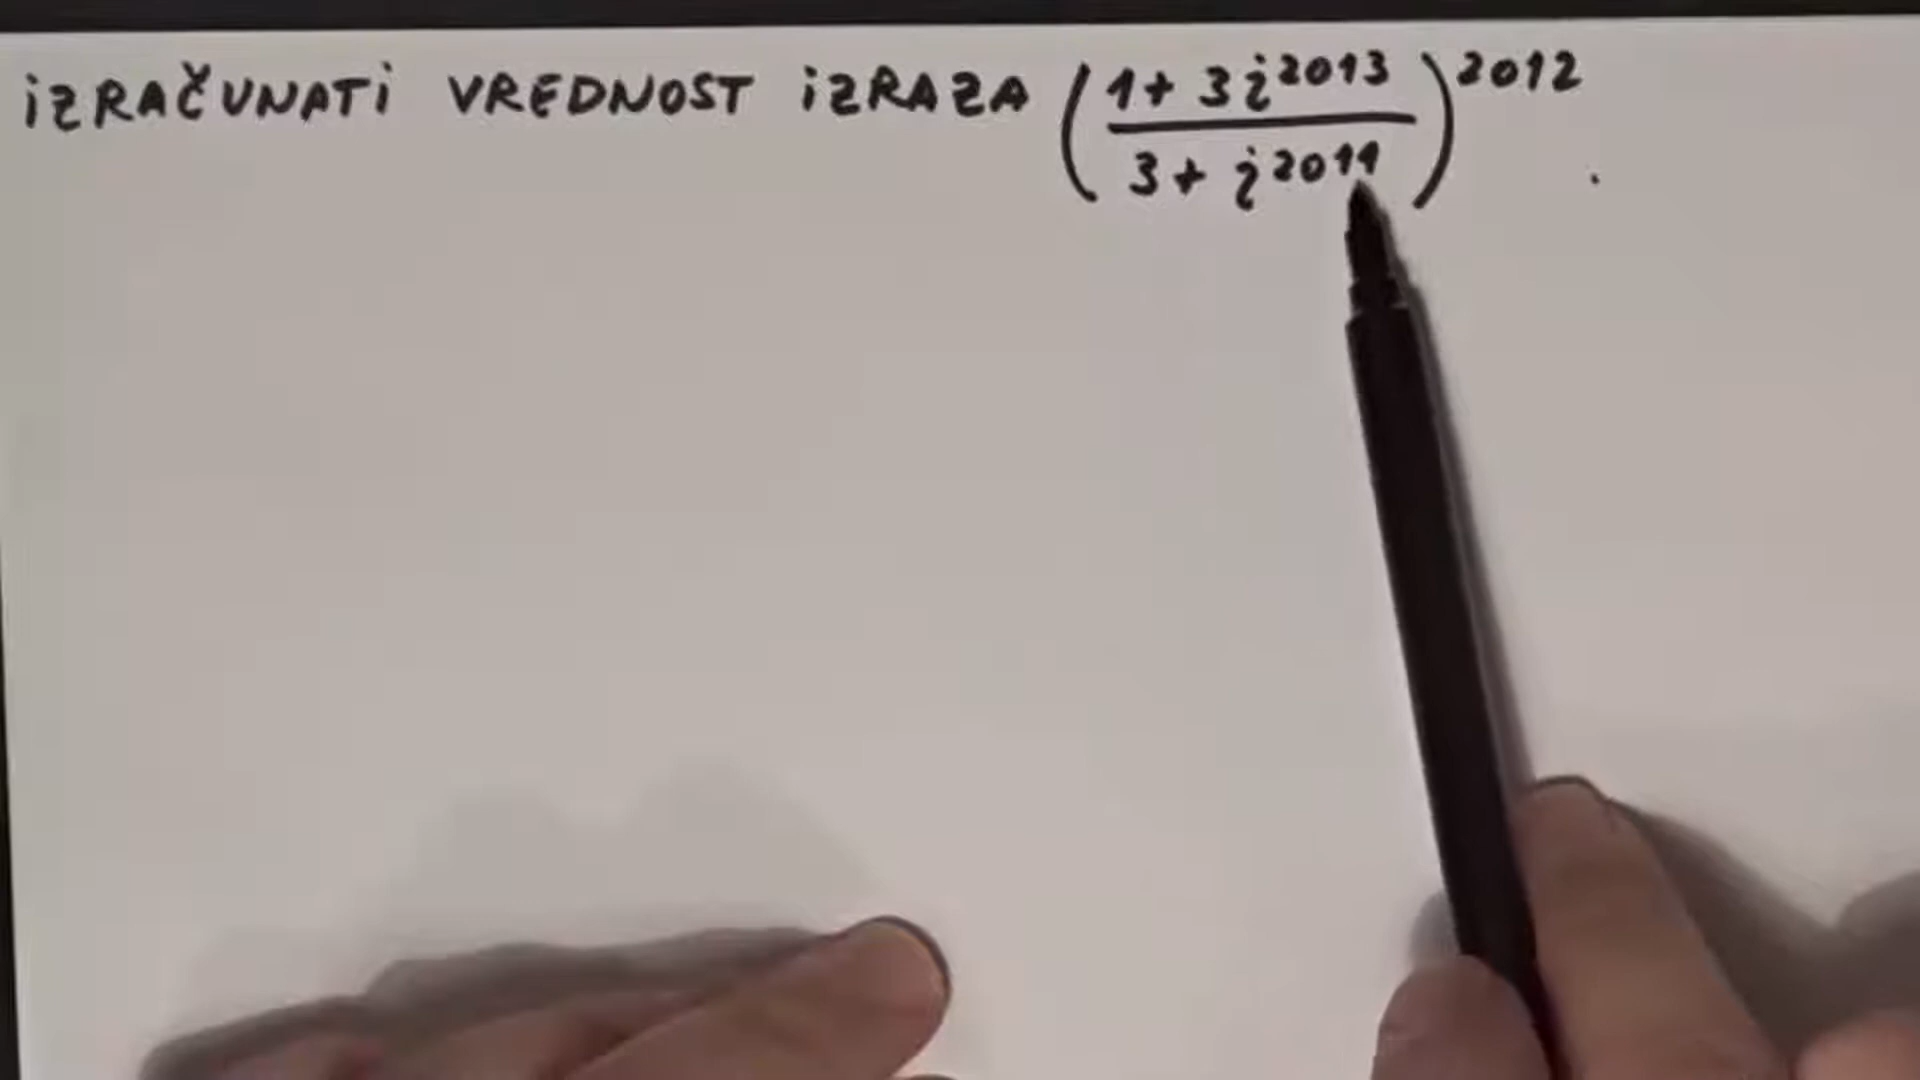 iZRAČUNATi VREDNOST iZRAZA ( (1 + 3i^2013) / (3 + i^2011) )^2012 .